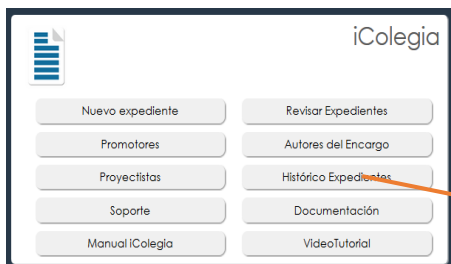 iColegia
Nuevo expediente
Revisar Expedientes
Promotores
Autores del Encargo
Proyectistas
Histórico Expedientes
Soporte
Documentación
Manual iColegia
VideoTutorial